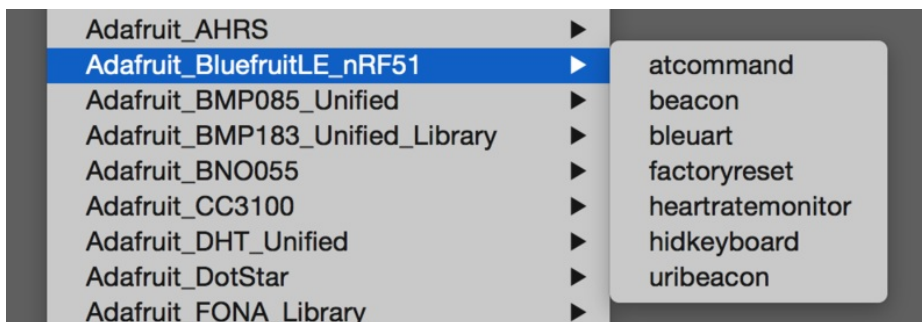 Adafruit_AHRS
Adafruit_BluefruitLE_nRF51
Adafruit_BMP085_Unified
Adafruit_BMP183_Unified_Library
Adafruit_BNO055
Adafruit_CC3100
Adafruit_DHT_Unified
Adafruit_DotStar
Adafruit_FONA_Library
atcommand
beacon
bleuart
factoryreset
heartratemonitor
hidkeyboard
uribeacon